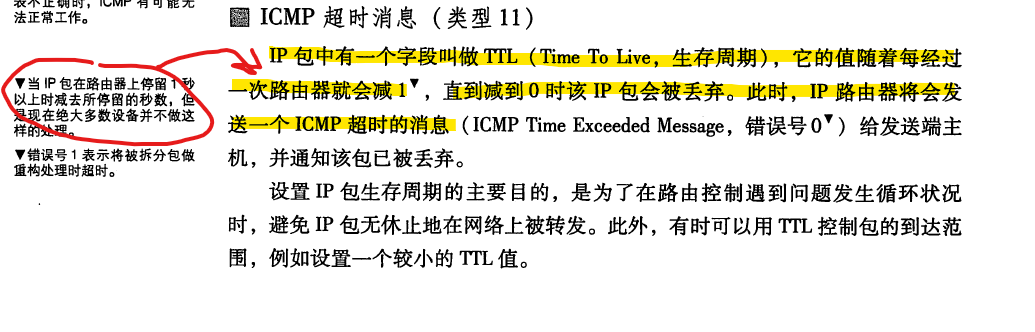 表不正确时，ICMP 有可能无
法正常工作。
▼当 IP 包在路由器上停留 1 秒
以上时减去所停留的秒数，但
是现在绝大多数设备并不做这
样的处理。
▼错误号 1 表示将被拆分包做
重构处理时超时。
ICMP 超时消息（类型 11）
IP 包中有一个字段叫做 TTL（Time To Live，生存周期），它的值随着每经过
一次路由器就会减 1▼，直到减到 0 时该 IP 包会被丢弃。此时，IP 路由器将会发
送一个 ICMP 超时的消息（ICMP Time Exceeded Message，错误号 0▼）给发送端主
机，并通知该包已被丢弃。
设置 IP 包生存周期的主要目的，是为了在路由控制遇到问题发生循环状况
时，避免 IP 包无休止地在网络上被转发。此外，有时可以用 TTL 控制包的到达范
围，例如设置一个较小的 TTL 值。